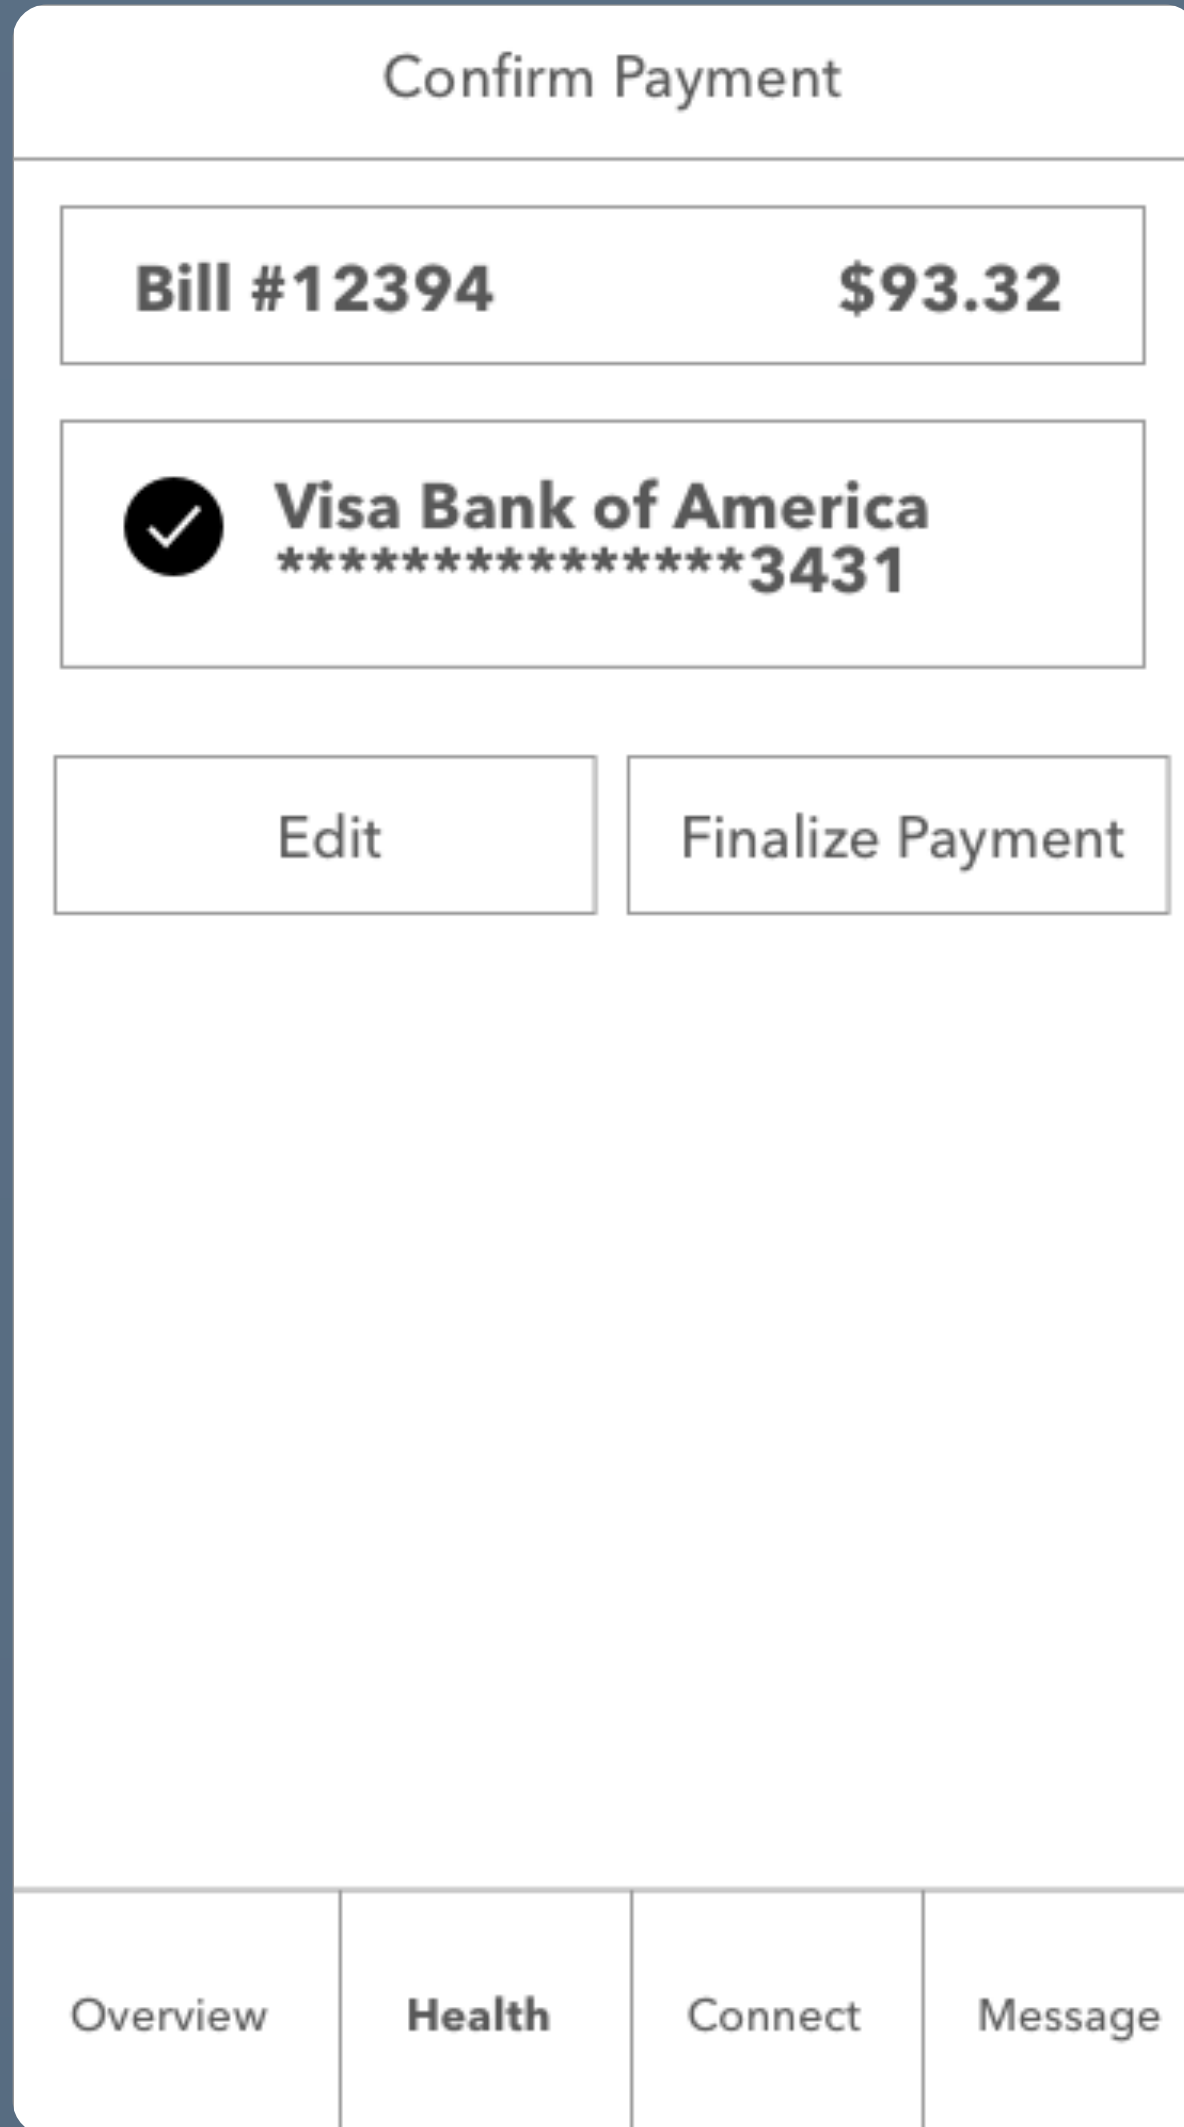 Confirm Payment
Bill #12394 $93.32
Visa Bank of America
***************3431
Edit Finalize Payment
Overview Health Connect Message